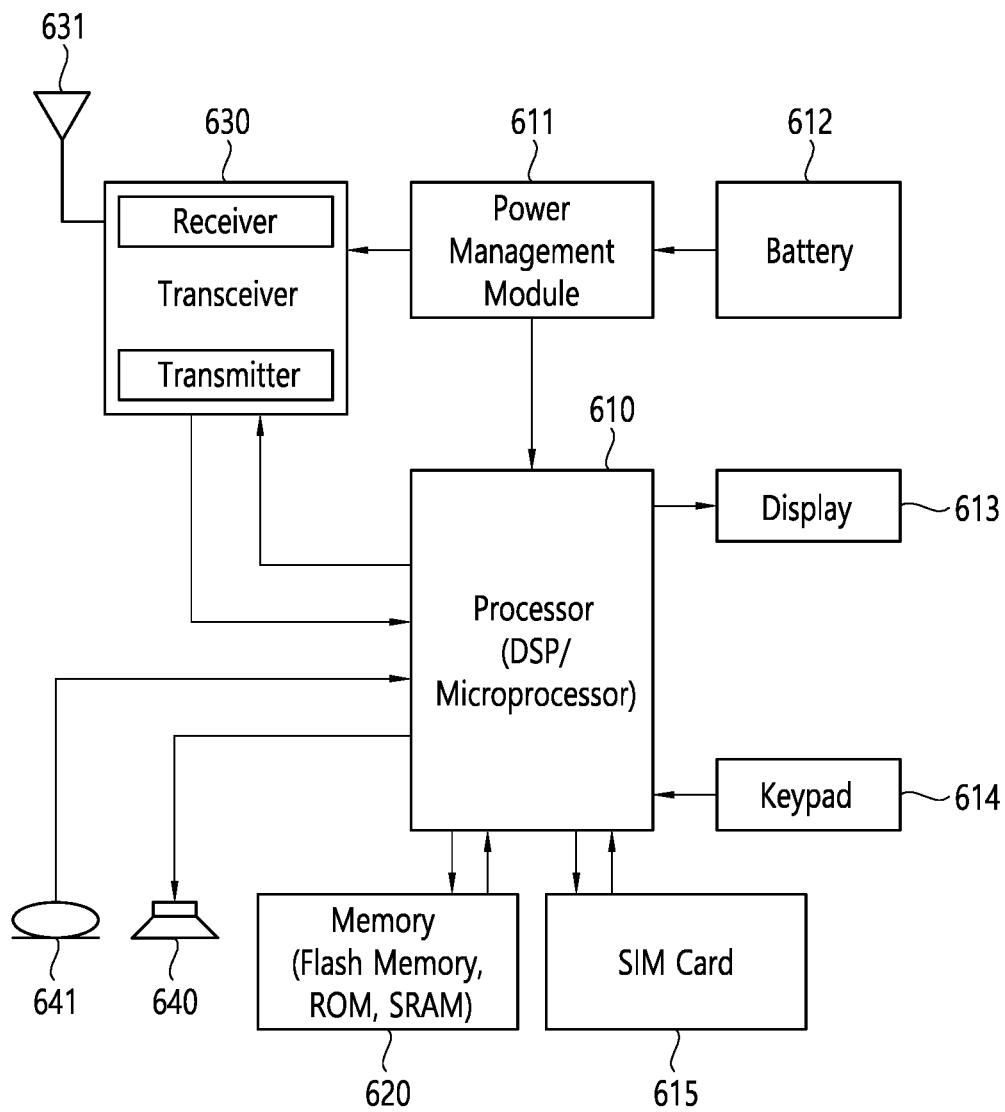 631
630
611
612
Receiver
Transceiver
Transmitter
Power
Management
Module
Battery
610
Display
613
Processor
(DSP/
Microprocessor)
Keypad
614
641
640
Memory
(Flash Memory,
ROM, SRAM)
SIM Card
620
615